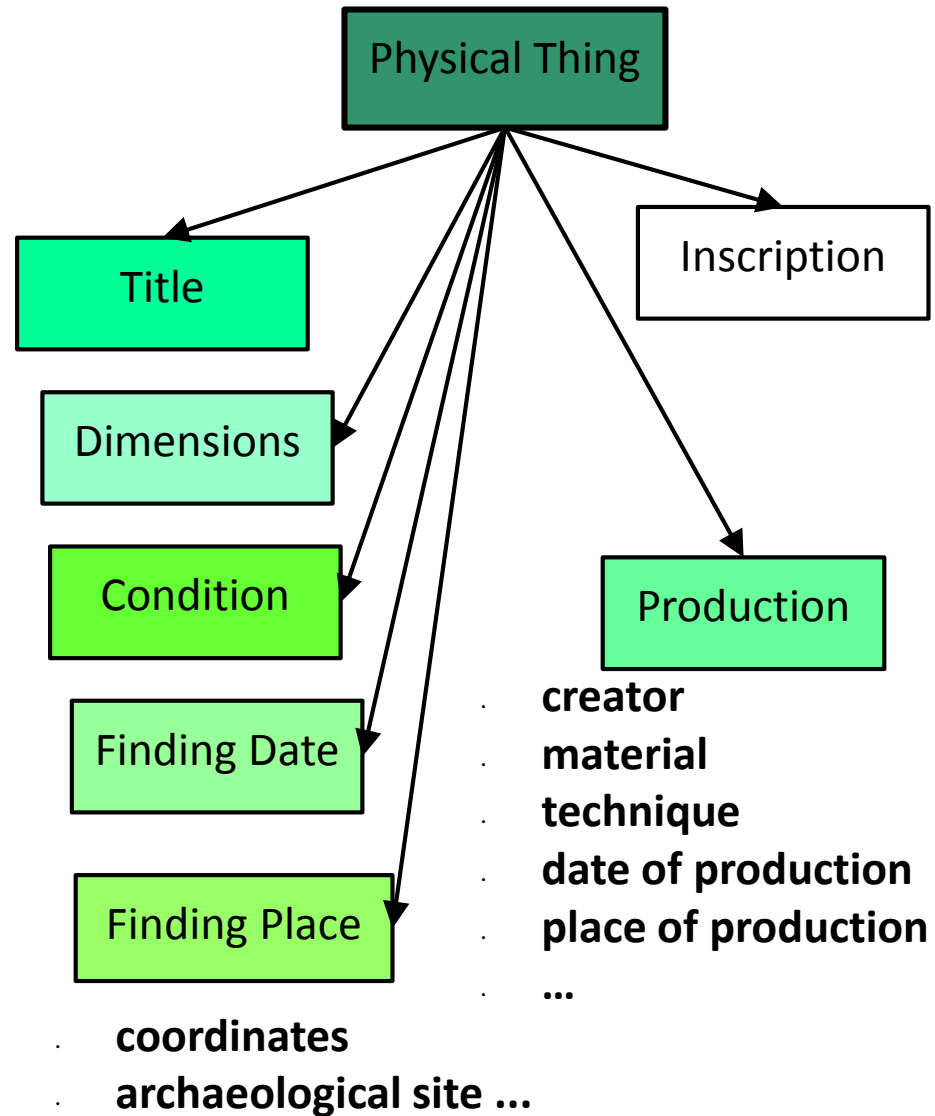 Physical Thing
Title
Inscription
Dimensions
Condition
Finding Date
Finding Place
· coordinates
· archaeological site ...
Production
· creator
· material
· technique
· date of production
· place of production
· ...